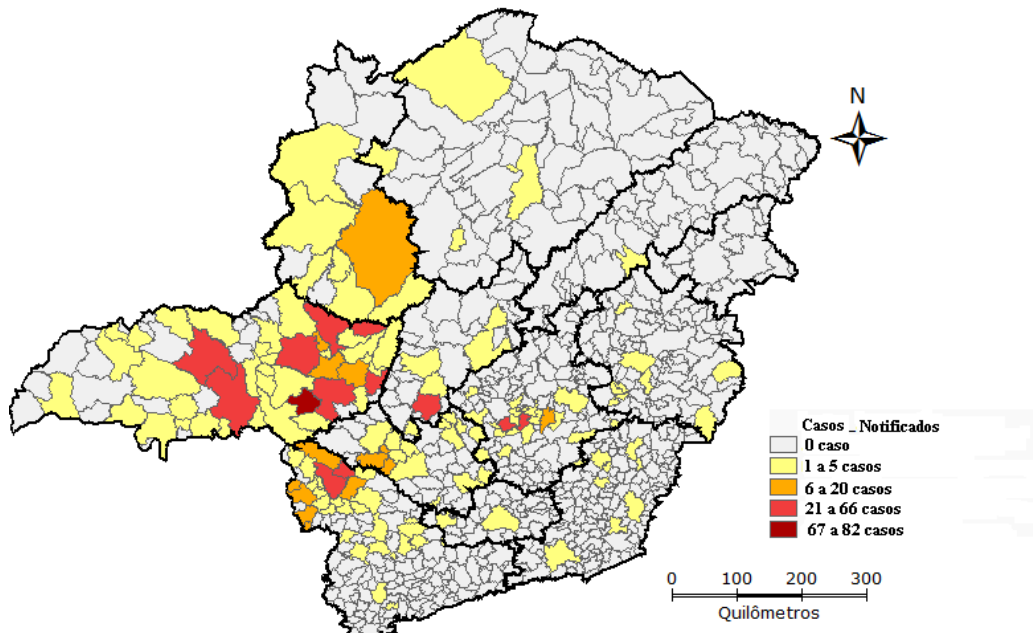 N
Casos _ Notificados
0 caso
1 a 5 casos
6 a 20 casos
21 a 66 casos
67 a 82 casos
0 100 200 300
Quilômetros